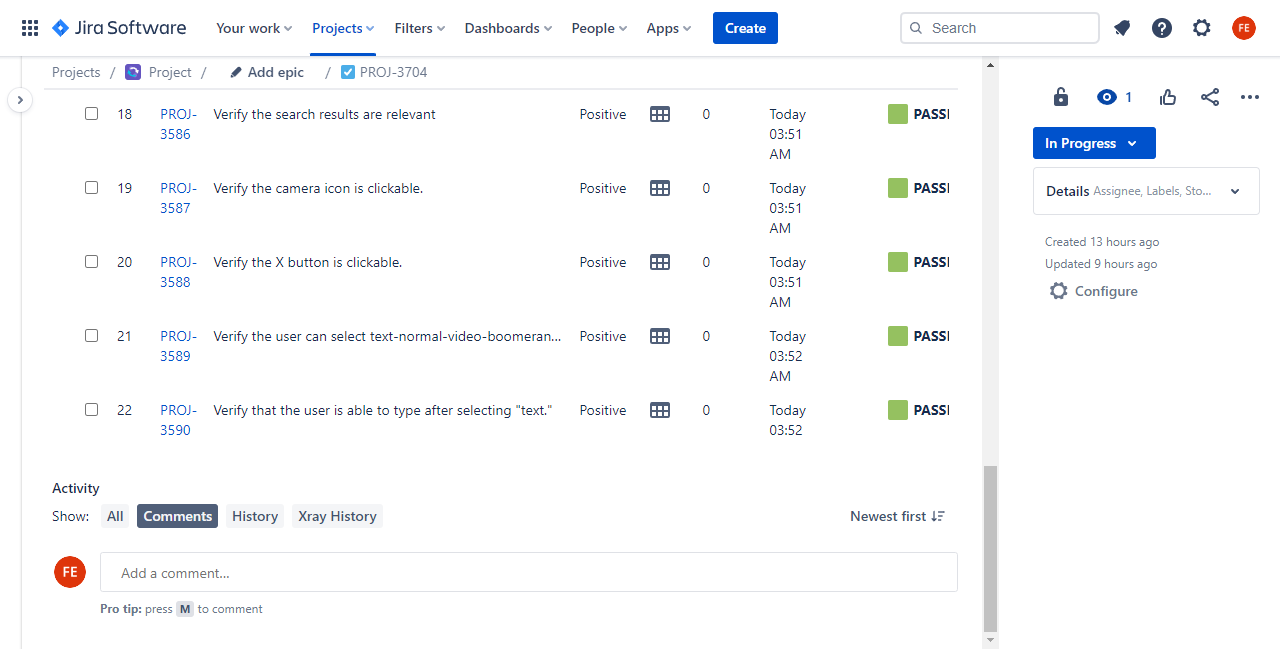 Jira Software Your work Projects Filters Dashboards People Apps Create Search FE
Projects / Project / Add epic / PROJ-3704
1
18 PROJ-3586 Verify the search results are relevant Positive 0 Today 03:51 AM PASS
In Progress
19 PROJ-3587 Verify the camera icon is clickable. Positive 0 Today 03:51 AM PASS
Details Assignee, Labels, Sto...
Created 13 hours ago
20 PROJ-3588 Verify the X button is clickable. Positive 0 Today 03:51 AM PASS
Updated 9 hours ago
Configure
21 PROJ-3589 Verify the user can select text-normal-video-boomeran... Positive 0 Today 03:52 AM PASS
22 PROJ-3590 Verify that the user is able to type after selecting "text." Positive 0 Today 03:52 PASS
Activity
Show: All Comments History Xray History Newest first
FE Add a comment...
Pro tip: press M to comment